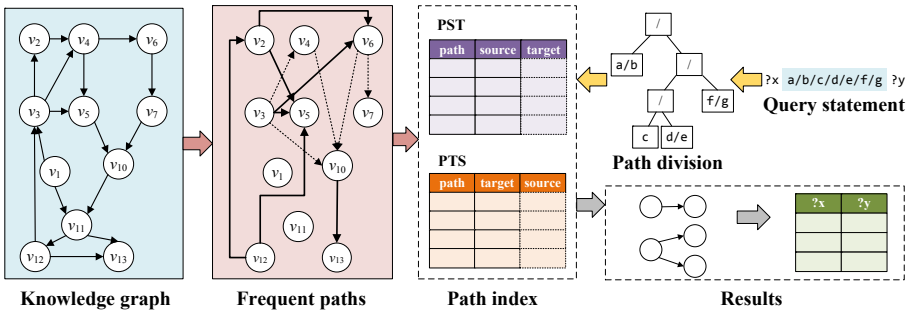 v2 v4 v6
v3 v5 v7
v1 v10
v11
v12 v13
Knowledge graph
v2 v4 v6
v3 v5 v7
v1 v10
v11
v12 v13
Frequent paths
PST
path source target
PTS
path target source
Path index
/
a/b /
/ f/g
c d/e
Path division
?x a/b/c/d/e/f/g ?y
Query statement
?x ?y
Results